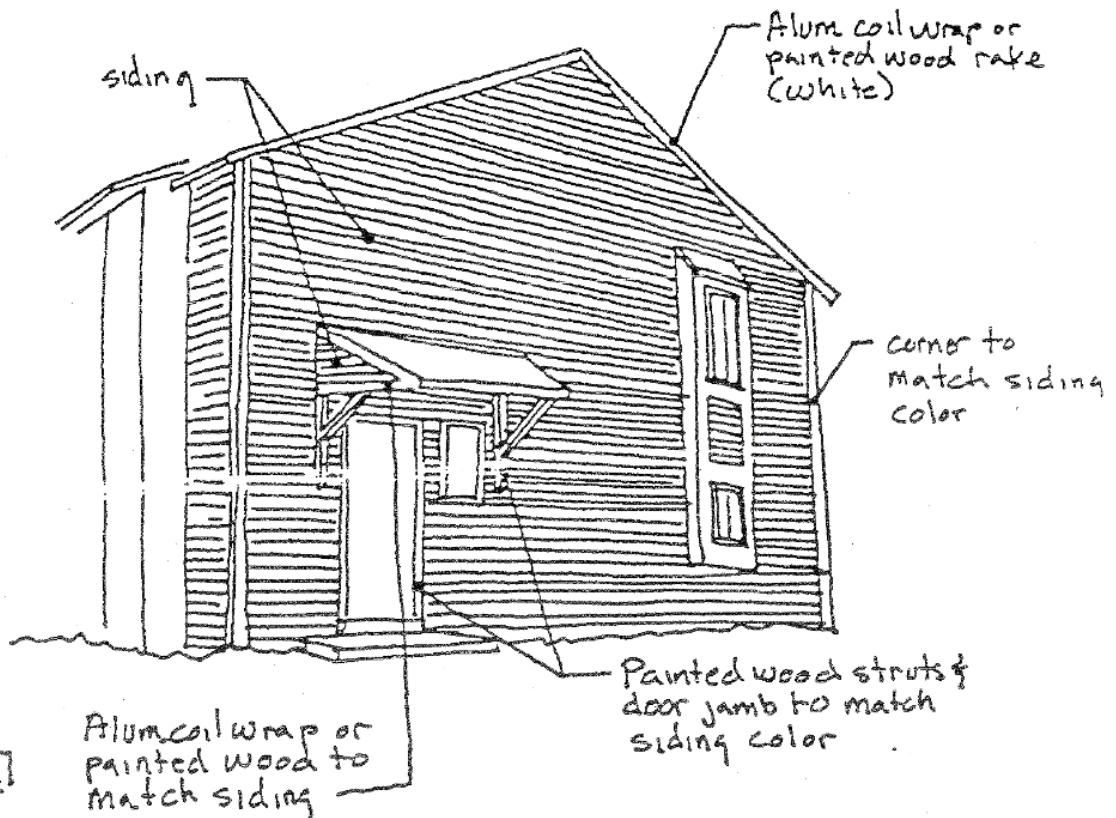 siding
Alum coil wrap or
painted wood rake
(white)
corner to
match siding
color
Painted wood struts &
door jamb to match
siding color
Alum coil wrap or
painted wood to
match siding